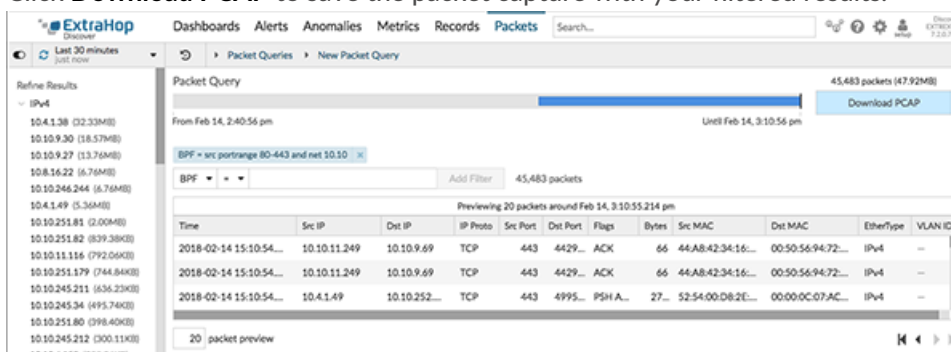 Click Download PCAP to save the packet capture with your filtered results.
ExtraHop
Discover
Dashboards Alerts Anomalies Metrics Records Packets Search...
setup
Last 30 minutes
just now
Packet Queries New Packet Query
Refine Results
IPv4
10.4.1.38 (32.33MB)
10.10.9.30 (18.57MB)
10.10.9.27 (13.76MB)
10.8.16.22 (6.76MB)
10.10.246.244 (6.76MB)
10.4.1.49 (5.36MB)
10.10.251.81 (2.00MB)
10.10.251.82 (839.38KB)
10.10.11.116 (792.06KB)
10.10.251.179 (744.84KB)
10.10.245.211 (636.23KB)
10.10.245.34 (495.74KB)
10.10.251.80 (398.40KB)
10.10.245.212 (300.11KB)
Packet Query
45,483 packets (47.92MB)
Download PCAP
From Feb 14, 2:40:56 pm
Until Feb 14, 3:10:56 pm
BPF = src portrange 80-443 and net 10.10 ×
BPF = Add Filter 45,483 packets
Previewing 20 packets around Feb 14, 3:10:55.214 pm
Time Src IP Dst IP IP Proto Src Port Dst Port Flags Bytes Src MAC Dst MAC EtherType VLAN ID
2018-02-14 15:10:54.... 10.10.11.249 10.10.9.69 TCP 443 4429... ACK 66 44:A8:42:34:16:... 00:50:56:94:72:... IPv4 --
2018-02-14 15:10:54.... 10.10.11.249 10.10.9.69 TCP 443 4429... ACK 66 44:A8:42:34:16:... 00:50:56:94:72:... IPv4 --
2018-02-14 15:10:54.... 10.4.1.49 10.10.252.... TCP 443 4995... PSH A... 27... 52:54:00:D8:2E:... 00:00:0C:07:AC... IPv4 --
20 packet preview